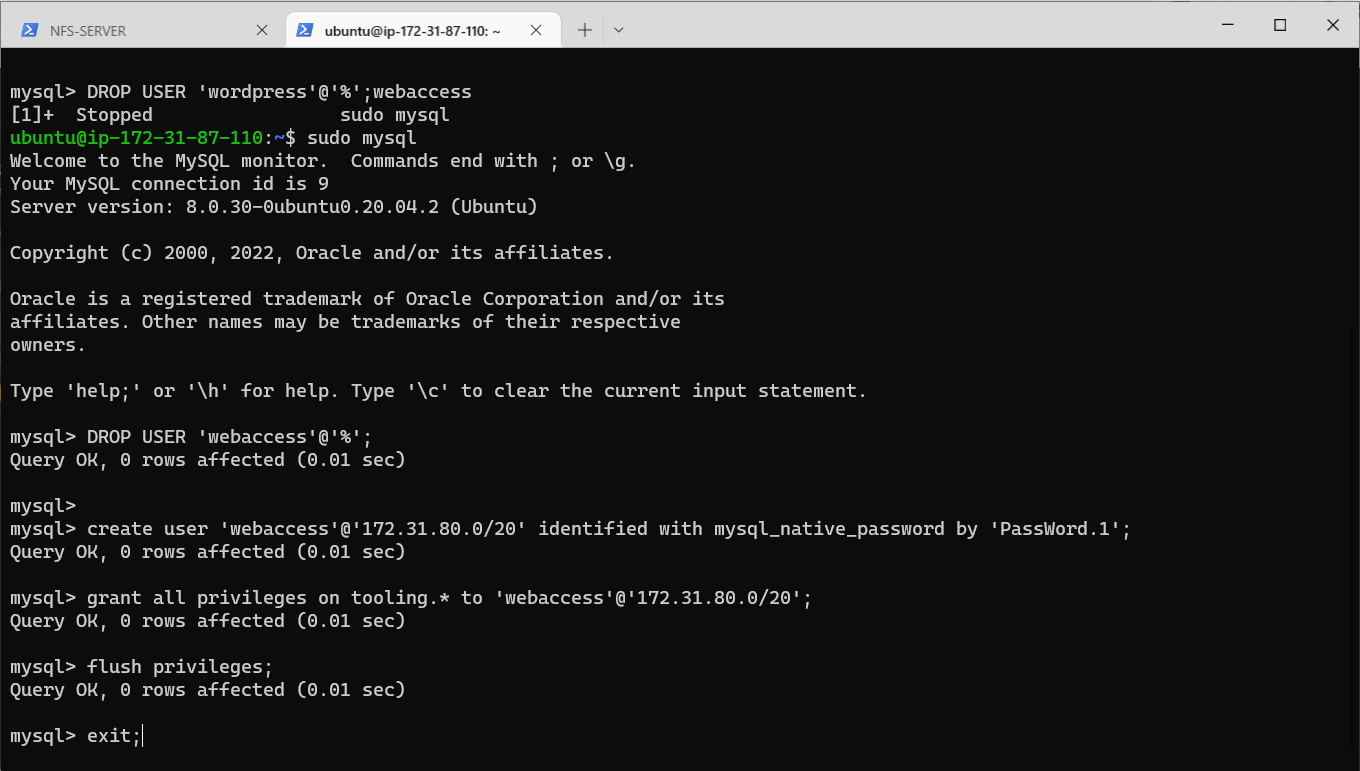 NFS-SERVER
ubuntu@ip-172-31-87-110: ~
mysql> DROP USER 'wordpress'@'%';webaccess
[1]+  Stopped                 sudo mysql
ubuntu@ip-172-31-87-110:~$ sudo mysql
Welcome to the MySQL monitor.  Commands end with ; or \g.
Your MySQL connection id is 9
Server version: 8.0.30-0ubuntu0.20.04.2 (Ubuntu)
Copyright (c) 2000, 2022, Oracle and/or its affiliates.
Oracle is a registered trademark of Oracle Corporation and/or its
affiliates. Other names may be trademarks of their respective
owners.
Type 'help;' or '\h' for help. Type '\c' to clear the current input statement.
mysql> DROP USER 'webaccess'@'%';
Query OK, 0 rows affected (0.01 sec)
mysql>
mysql> create user 'webaccess'@'172.31.80.0/20' identified with mysql_native_password by 'PassWord.1';
Query OK, 0 rows affected (0.01 sec)
mysql> grant all privileges on tooling.* to 'webaccess'@'172.31.80.0/20';
Query OK, 0 rows affected (0.01 sec)
mysql> flush privileges;
Query OK, 0 rows affected (0.01 sec)
mysql> exit;